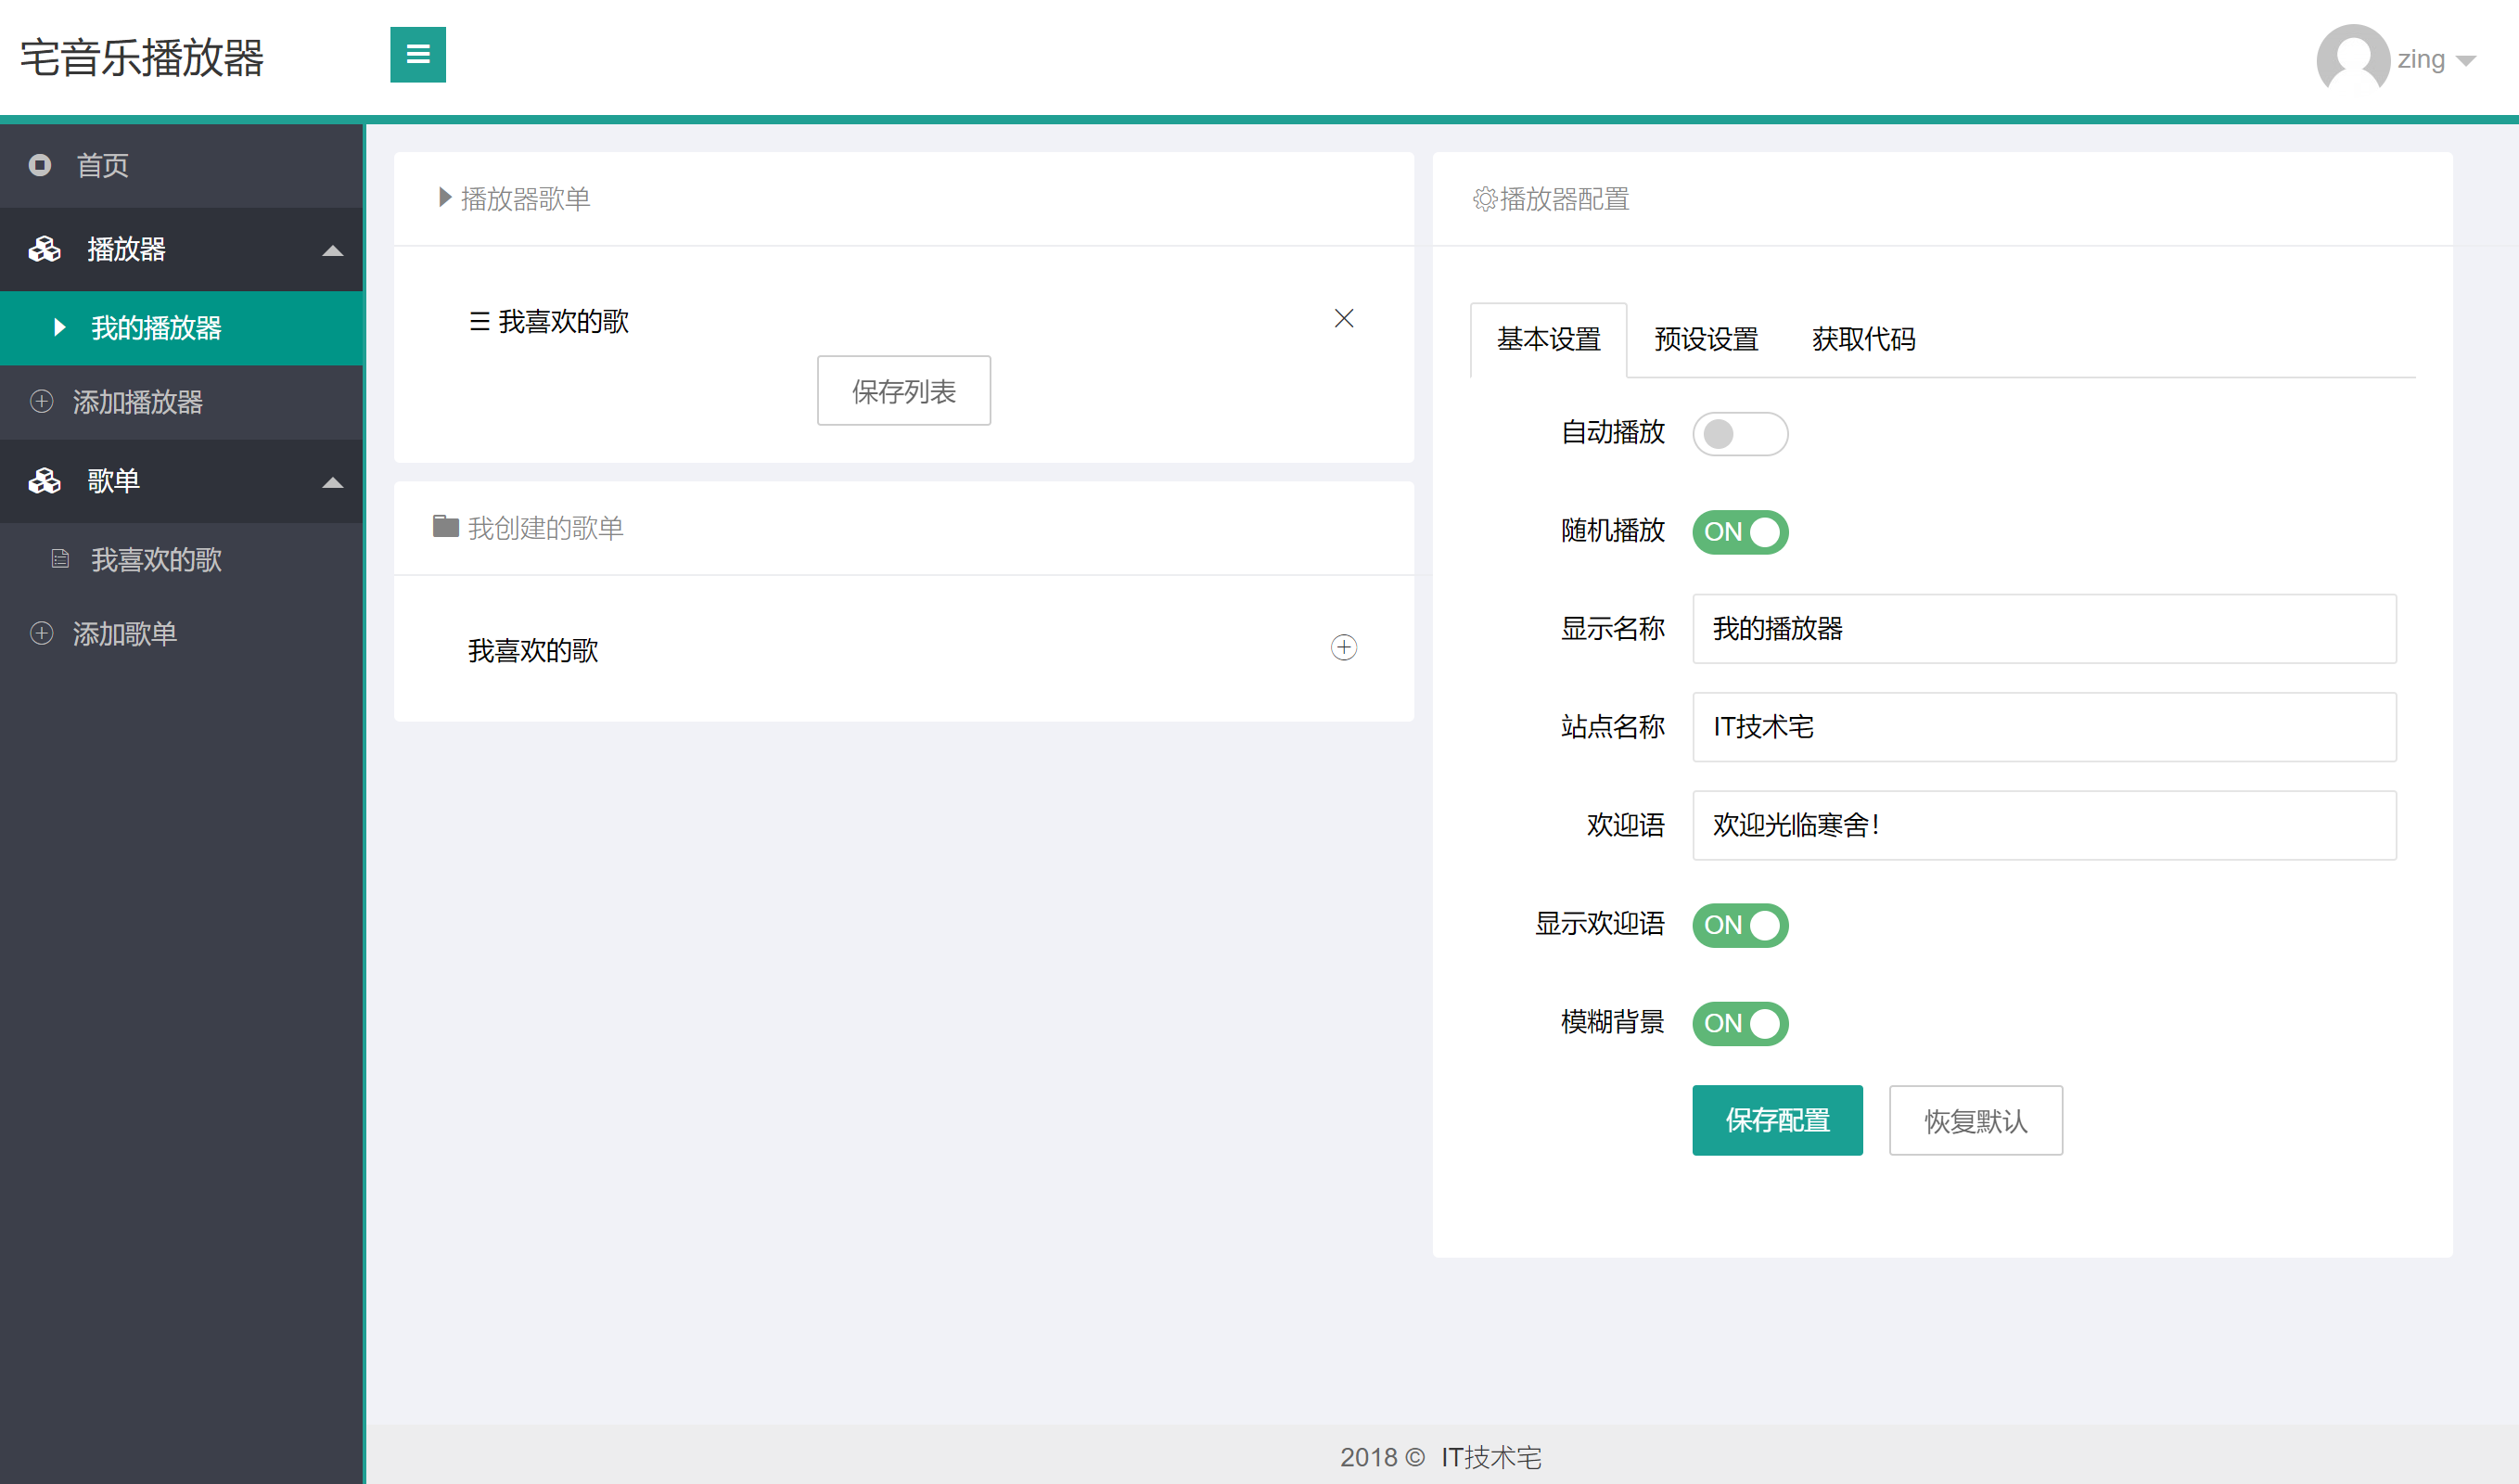 宅音乐播放器
zing
首页
播放器
我的播放器
添加播放器
歌单
我喜欢的歌
添加歌单
播放器歌单
我喜欢的歌
保存列表
我创建的歌单
我喜欢的歌
播放器配置
基本设置 预设设置 获取代码
自动播放
随机播放 ON
显示名称 我的播放器
站点名称 IT技术宅
欢迎语 欢迎光临寒舍!
显示欢迎语 ON
模糊背景 ON
保存配置 恢复默认
2018 © IT技术宅